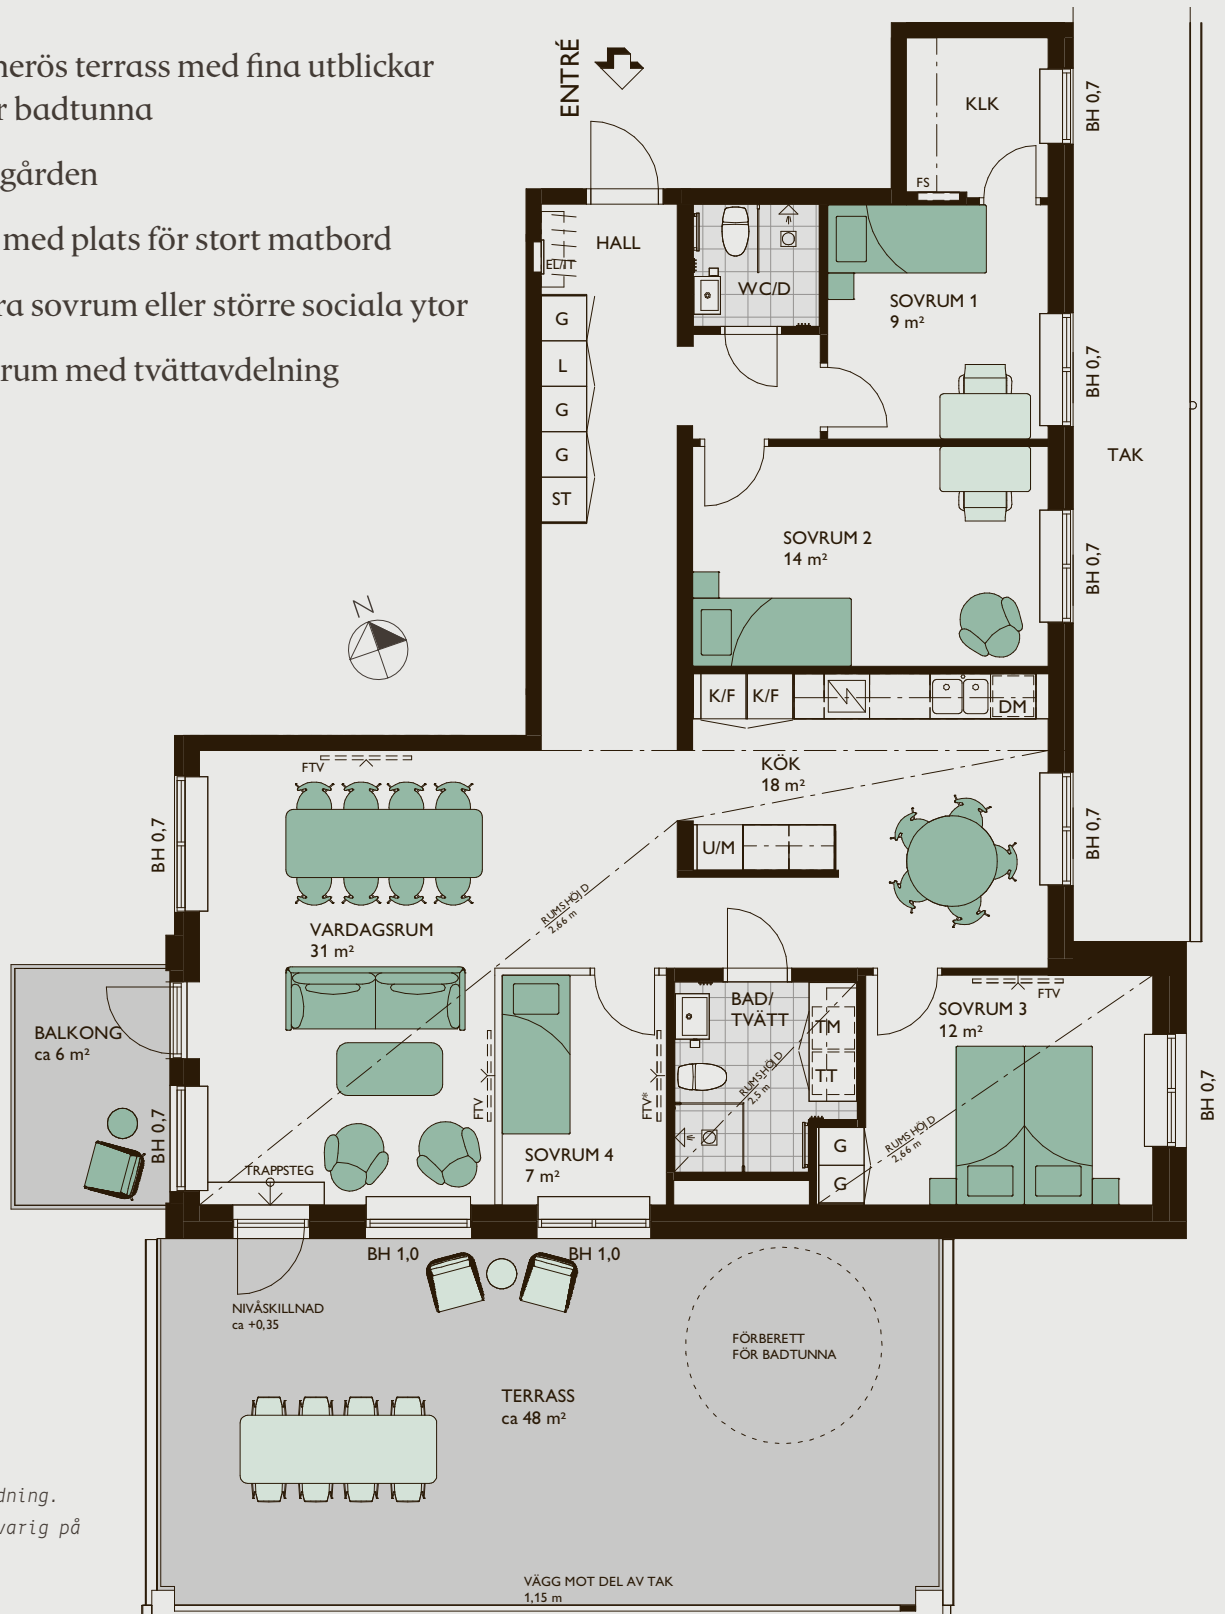 nerös terrass med fina utblickar
r badtunna
gården
med plats för stort matbord
ra sovrum eller större sociala ytor
rum med tvättavdelning
ENTRÉ
KLK
BH 0,7
FS
HALL
EL/IT
WC/D
SOVRUM 1
9 m²
G
L
G
G
ST
BH 0,7
TAK
SOVRUM 2
14 m²
BH 0,7
N
K/F
K/F
DM
KÖK
18 m²
FTV
BH 0,7
U/M
BH 0,7
RUMSHÖJD
2,66 m
VARDAGSRUM
31 m²
BALKONG
ca 6 m²
BH 0,7
BAD/
TVÄTT
TM
TT
RUMSHÖJD
2,5 m
FTV
SOVRUM 3
12 m²
BH 0,7
RUMSHÖJD
2,66 m
FTV
FTV*
SOVRUM 4
7 m²
G
G
TRAPPSTEG
BH 1,0
BH 1,0
NIVÅSKILLNAD
ca +0,35
FÖRBERETT
FÖR BADTUNNA
TERRASS
ca 48 m²
dning.
varig på
VÄGG MOT DEL AV TAK
1,15 m